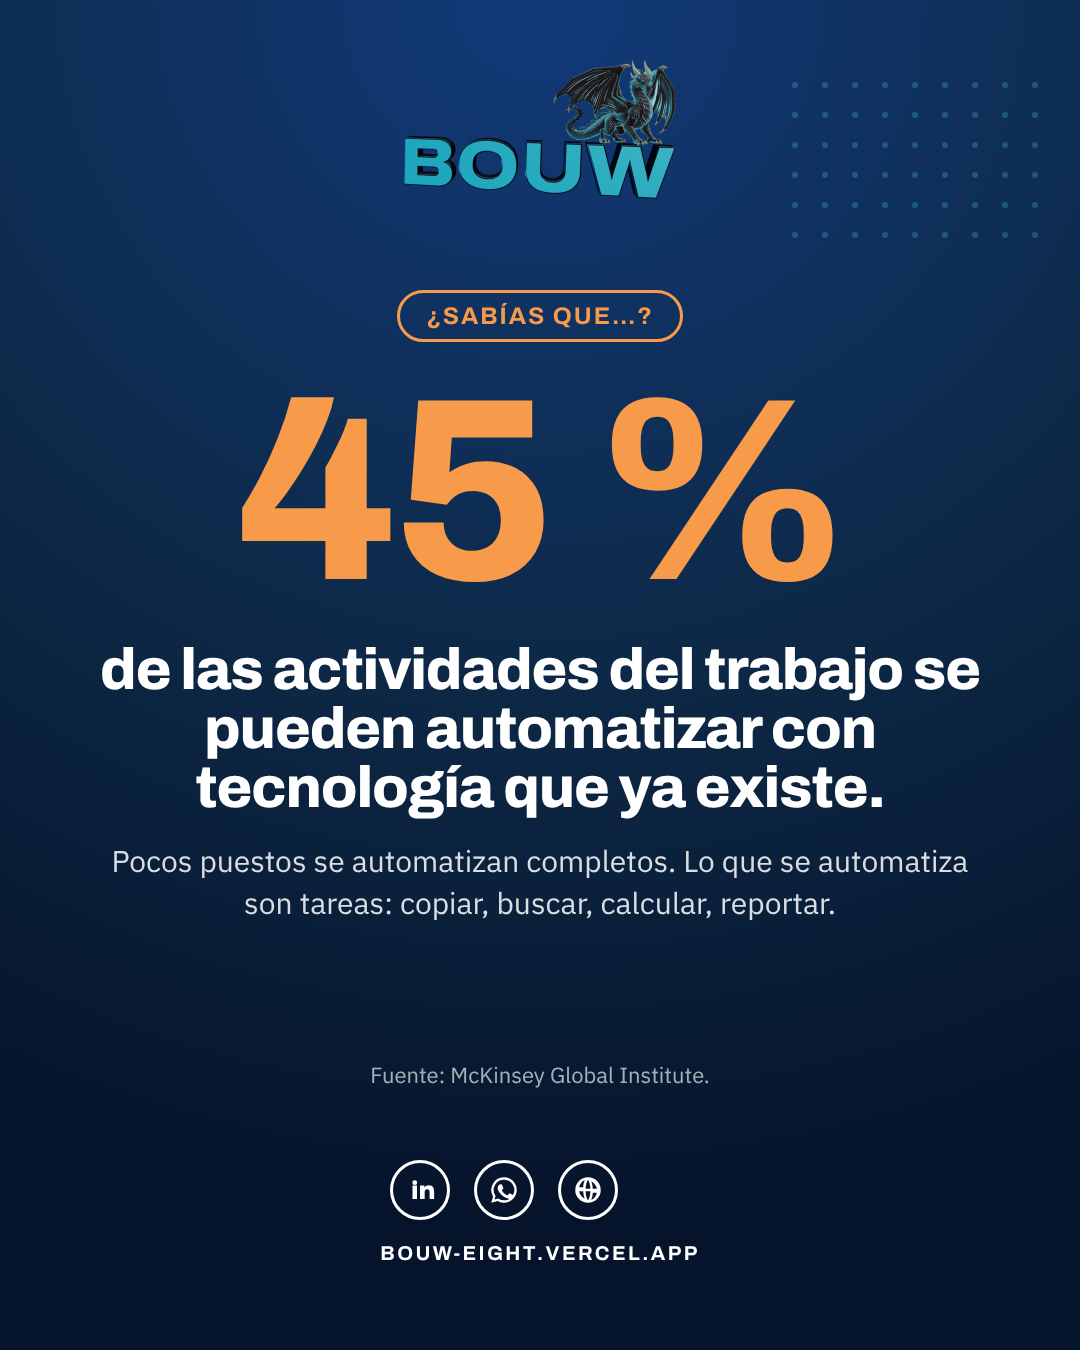 BOUW
¿SABÍAS QUE...?
45 %
de las actividades del trabajo se
pueden automatizar con
tecnología que ya existe.
Pocos puestos se automatizan completos. Lo que se automatiza
son tareas: copiar, buscar, calcular, reportar.
Fuente: McKinsey Global Institute.
in
BOUW-EIGHT.VERCEL.APP